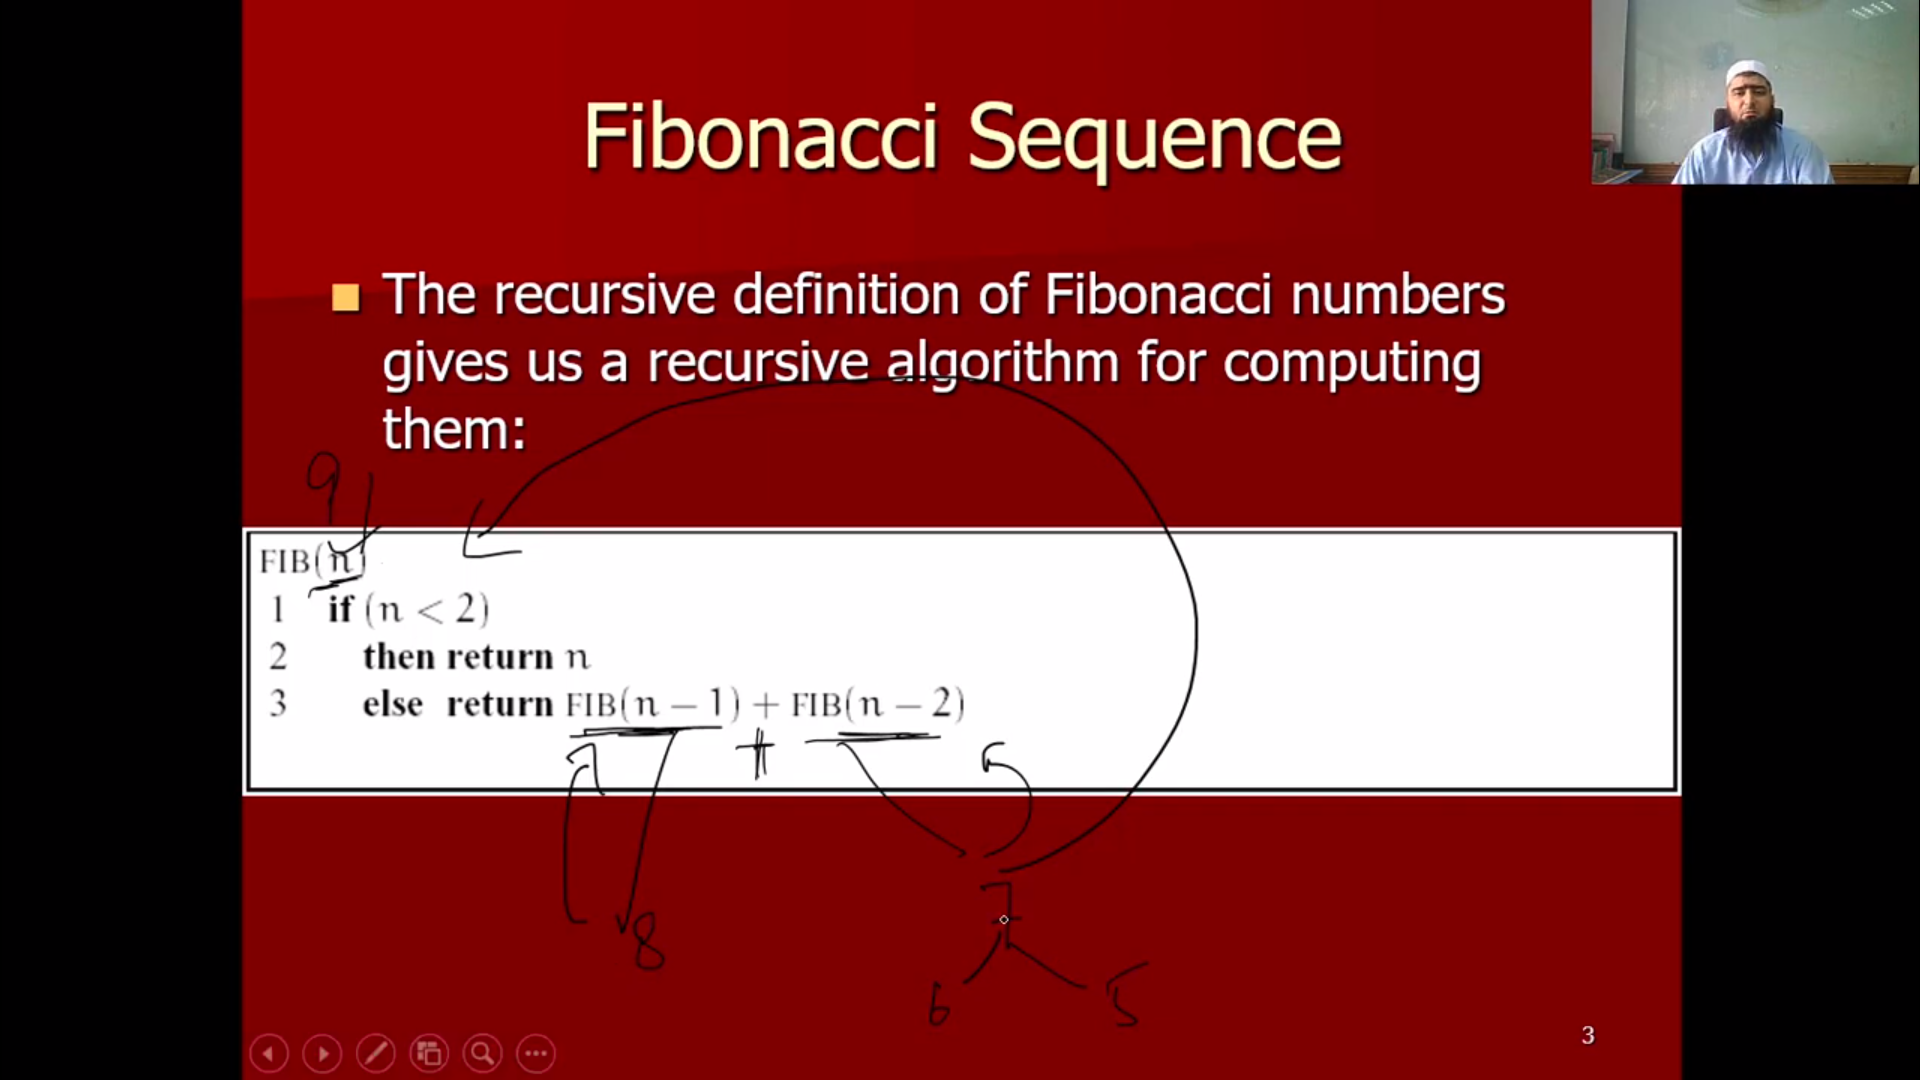 Fibonacci Sequence
The recursive definition of Fibonacci numbers
gives us a recursive algorithm for computing
them:
9
FIB(n)
1 if (n < 2)
2 then return n
3 else return FIB(n − 1) + FIB(n − 2)
+
8
7
6 5
3